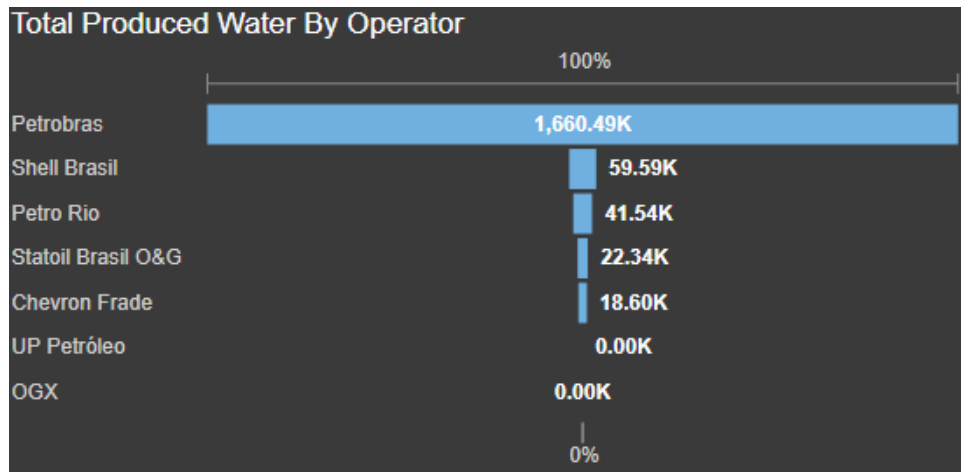 Total Produced Water By Operator
100%
Petrobras 1,660.49K
Shell Brasil 59.59K
Petro Rio 41.54K
Statoil Brasil O&G 22.34K
Chevron Frade 18.60K
UP Petróleo 0.00K
OGX 0.00K
0%